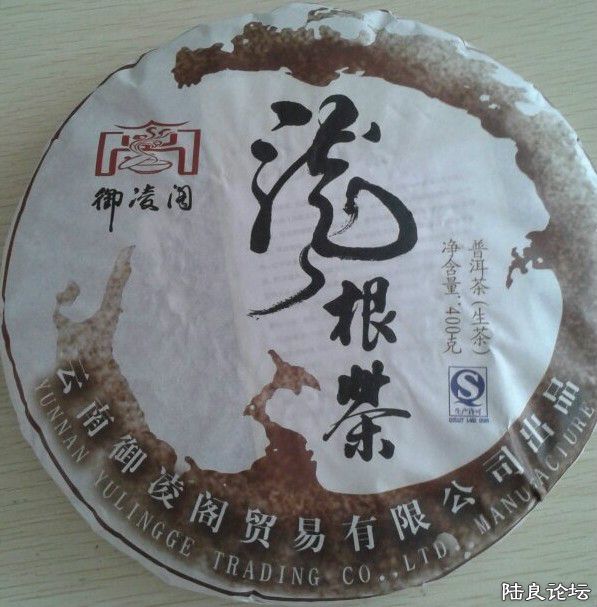 御凌阁
龍根茶
普洱茶（生茶）
净含量：400克
生产许可
云南御凌阁贸易有限公司出品
YUNNAN YULINGGE TRADING CO.,LTD. MANUFACTURE
陆良论坛